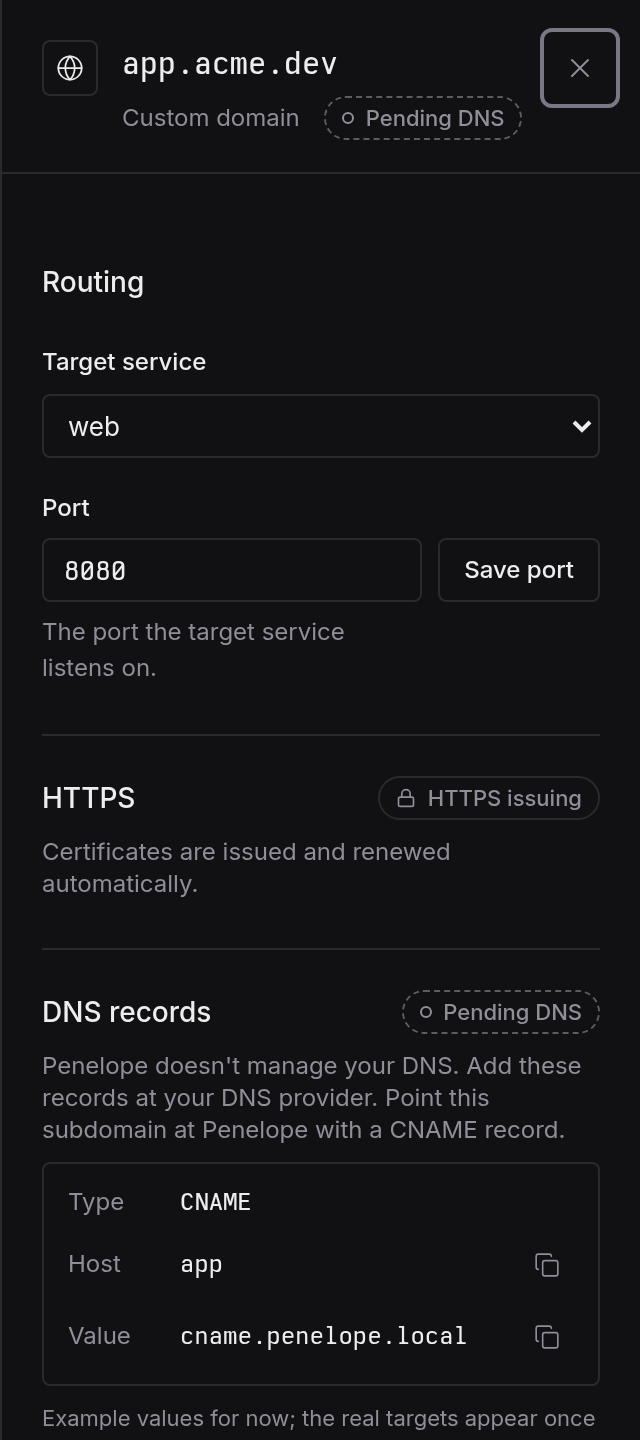 app.acme.dev
Custom domain Pending DNS
Routing
Target service
web
Port
8080 Save port
The port the target service
listens on.
HTTPS HTTPS issuing
Certificates are issued and renewed
automatically.
DNS records Pending DNS
Penelope doesn't manage your DNS. Add these
records at your DNS provider. Point this
subdomain at Penelope with a CNAME record.
Type CNAME
Host app
Value cname.penelope.local
Example values for now; the real targets appear once